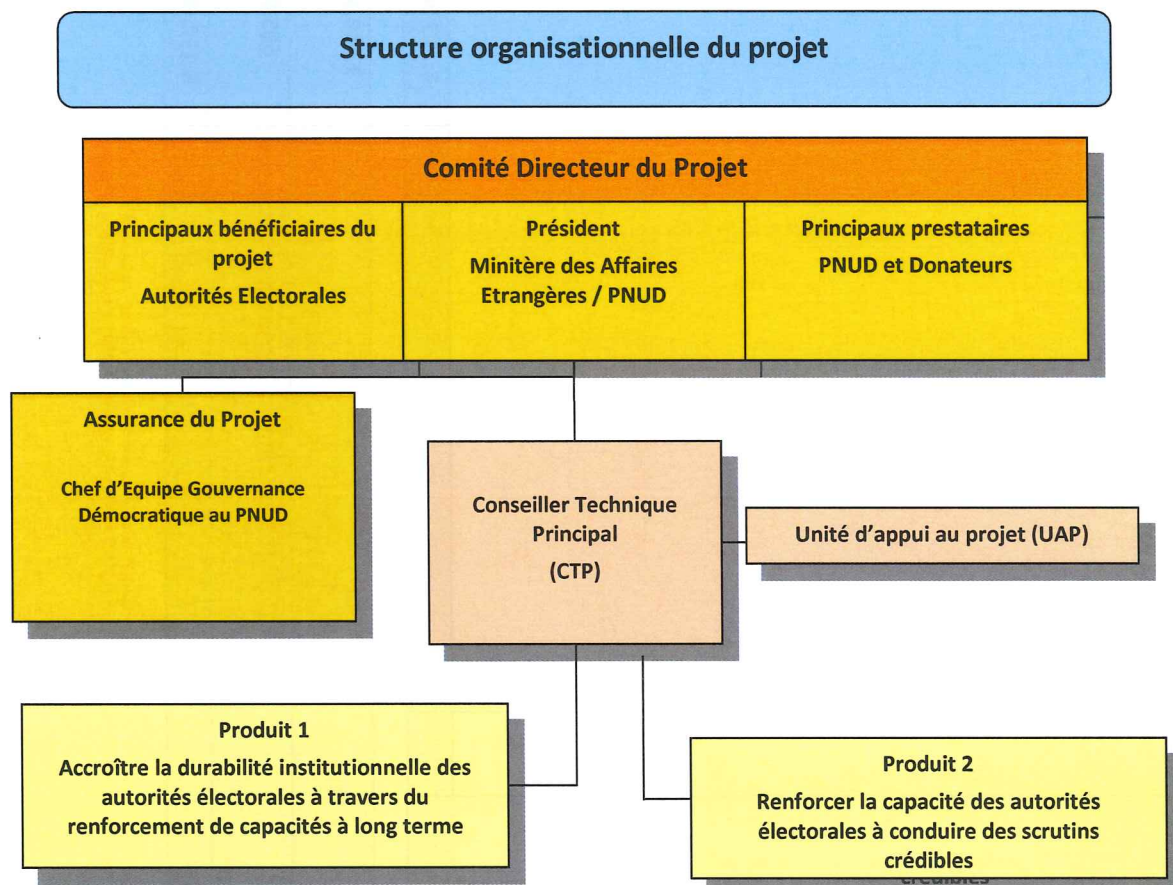 Structure organisationnelle du projet
Comité Directeur du Projet
Principaux bénéficiaires du
projet
Autorités Electorales
Président
Minitère des Affaires
Etrangères / PNUD
Principaux prestataires
PNUD et Donateurs
Assurance du Projet
Chef d'Equipe Gouvernance
Démocratique au PNUD
Conseiller Technique
Principal
(CTP)
Unité d'appui au projet (UAP)
Produit 1
Accroître la durabilité institutionnelle des
autorités électorales à travers du
renforcement de capacités à long terme
Produit 2
Renforcer la capacité des autorités
électorales à conduire des scrutins
crédibles
crédibles